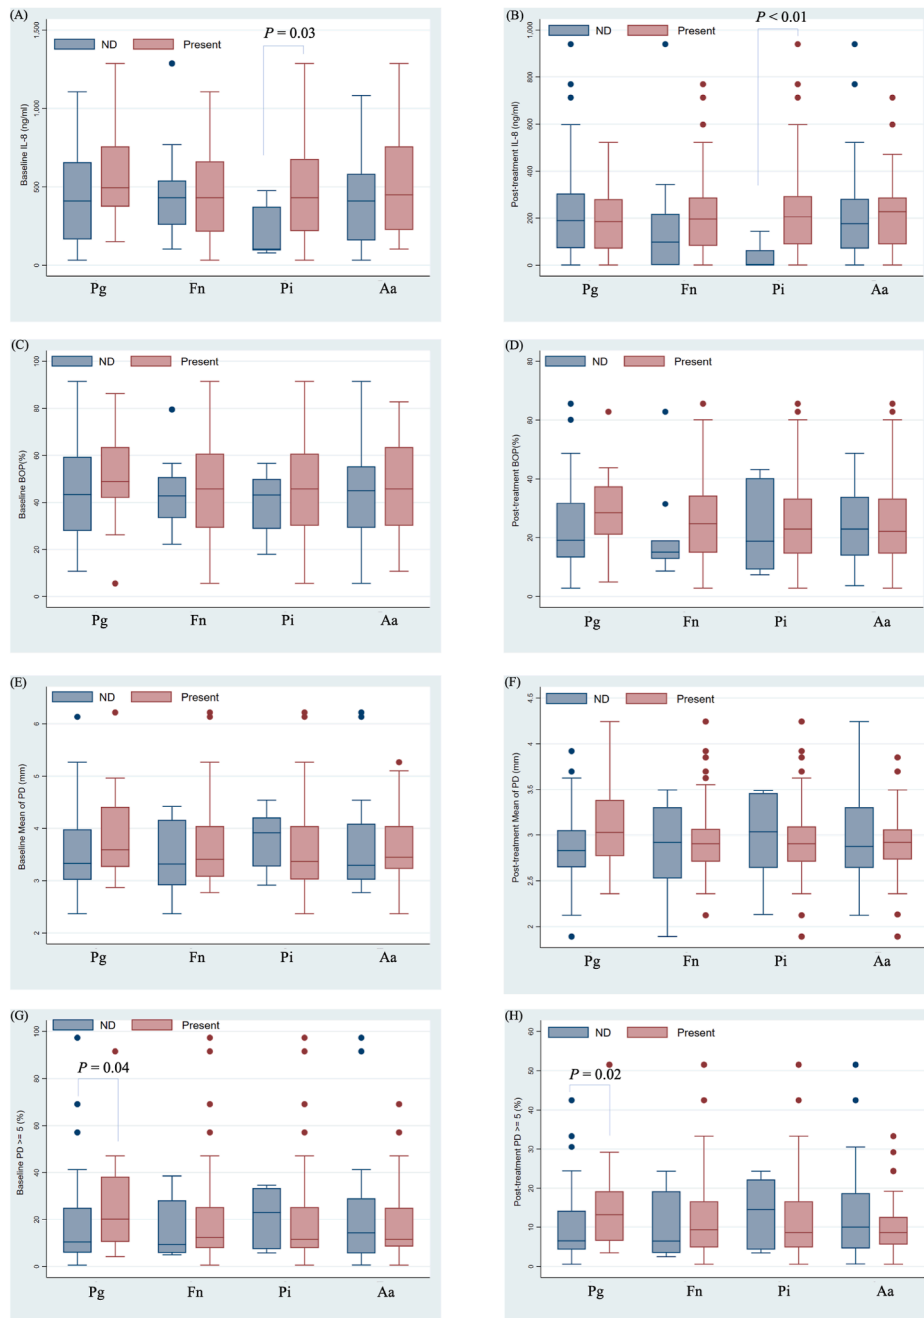 (A)
P = 0.03
ND Present
Baseline IL-8 (ng/ml)
1,500
1,000
500
0
Pg Fn Pi Aa
(B)
P < 0.01
ND Present
Post-treatment IL-8 (ng/ml)
1,000
800
600
400
200
0
Pg Fn Pi Aa
(C)
ND Present
Baseline BOP(%)
100
80
60
40
20
0
Pg Fn Pi Aa
(D)
ND Present
Post-treatment BOP(%)
80
60
40
20
0
Pg Fn Pi Aa
(E)
ND Present
Baseline Mean of PD (mm)
6
5
4
3
2
Pg Fn Pi Aa
(F)
ND Present
Post-treatment Mean of PD (mm)
4.5
4
3.5
3
2.5
2
Pg Fn Pi Aa
(G)
ND Present
P = 0.04
Baseline PD >= 5 (%)
100
80
60
40
20
0
Pg Fn Pi Aa
(H)
ND Present
P = 0.02
Post-treatment PD >= 5 (%)
60
50
40
30
20
10
0
Pg Fn Pi Aa